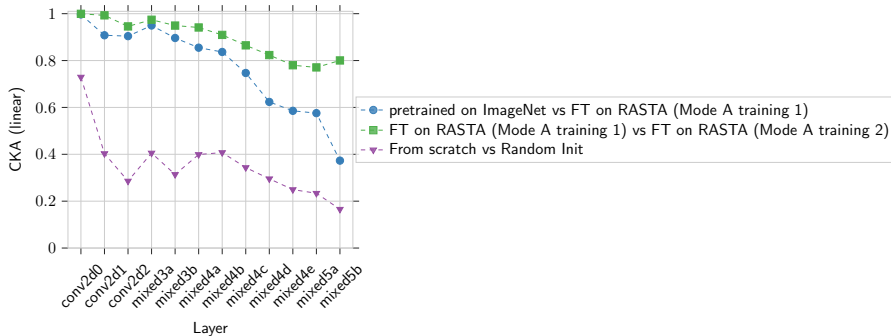 1
0.8
0.6
0.4
0.2
0
CKA (linear)
conv2d0
conv2d1
conv2d2
mixed3a
mixed3b
mixed4a
mixed4b
mixed4c
mixed4d
mixed4e
mixed5a
mixed5b
Layer
pretrained on ImageNet vs FT on RASTA (Mode A training 1)
FT on RASTA (Mode A training 1) vs FT on RASTA (Mode A training 2)
From scratch vs Random Init